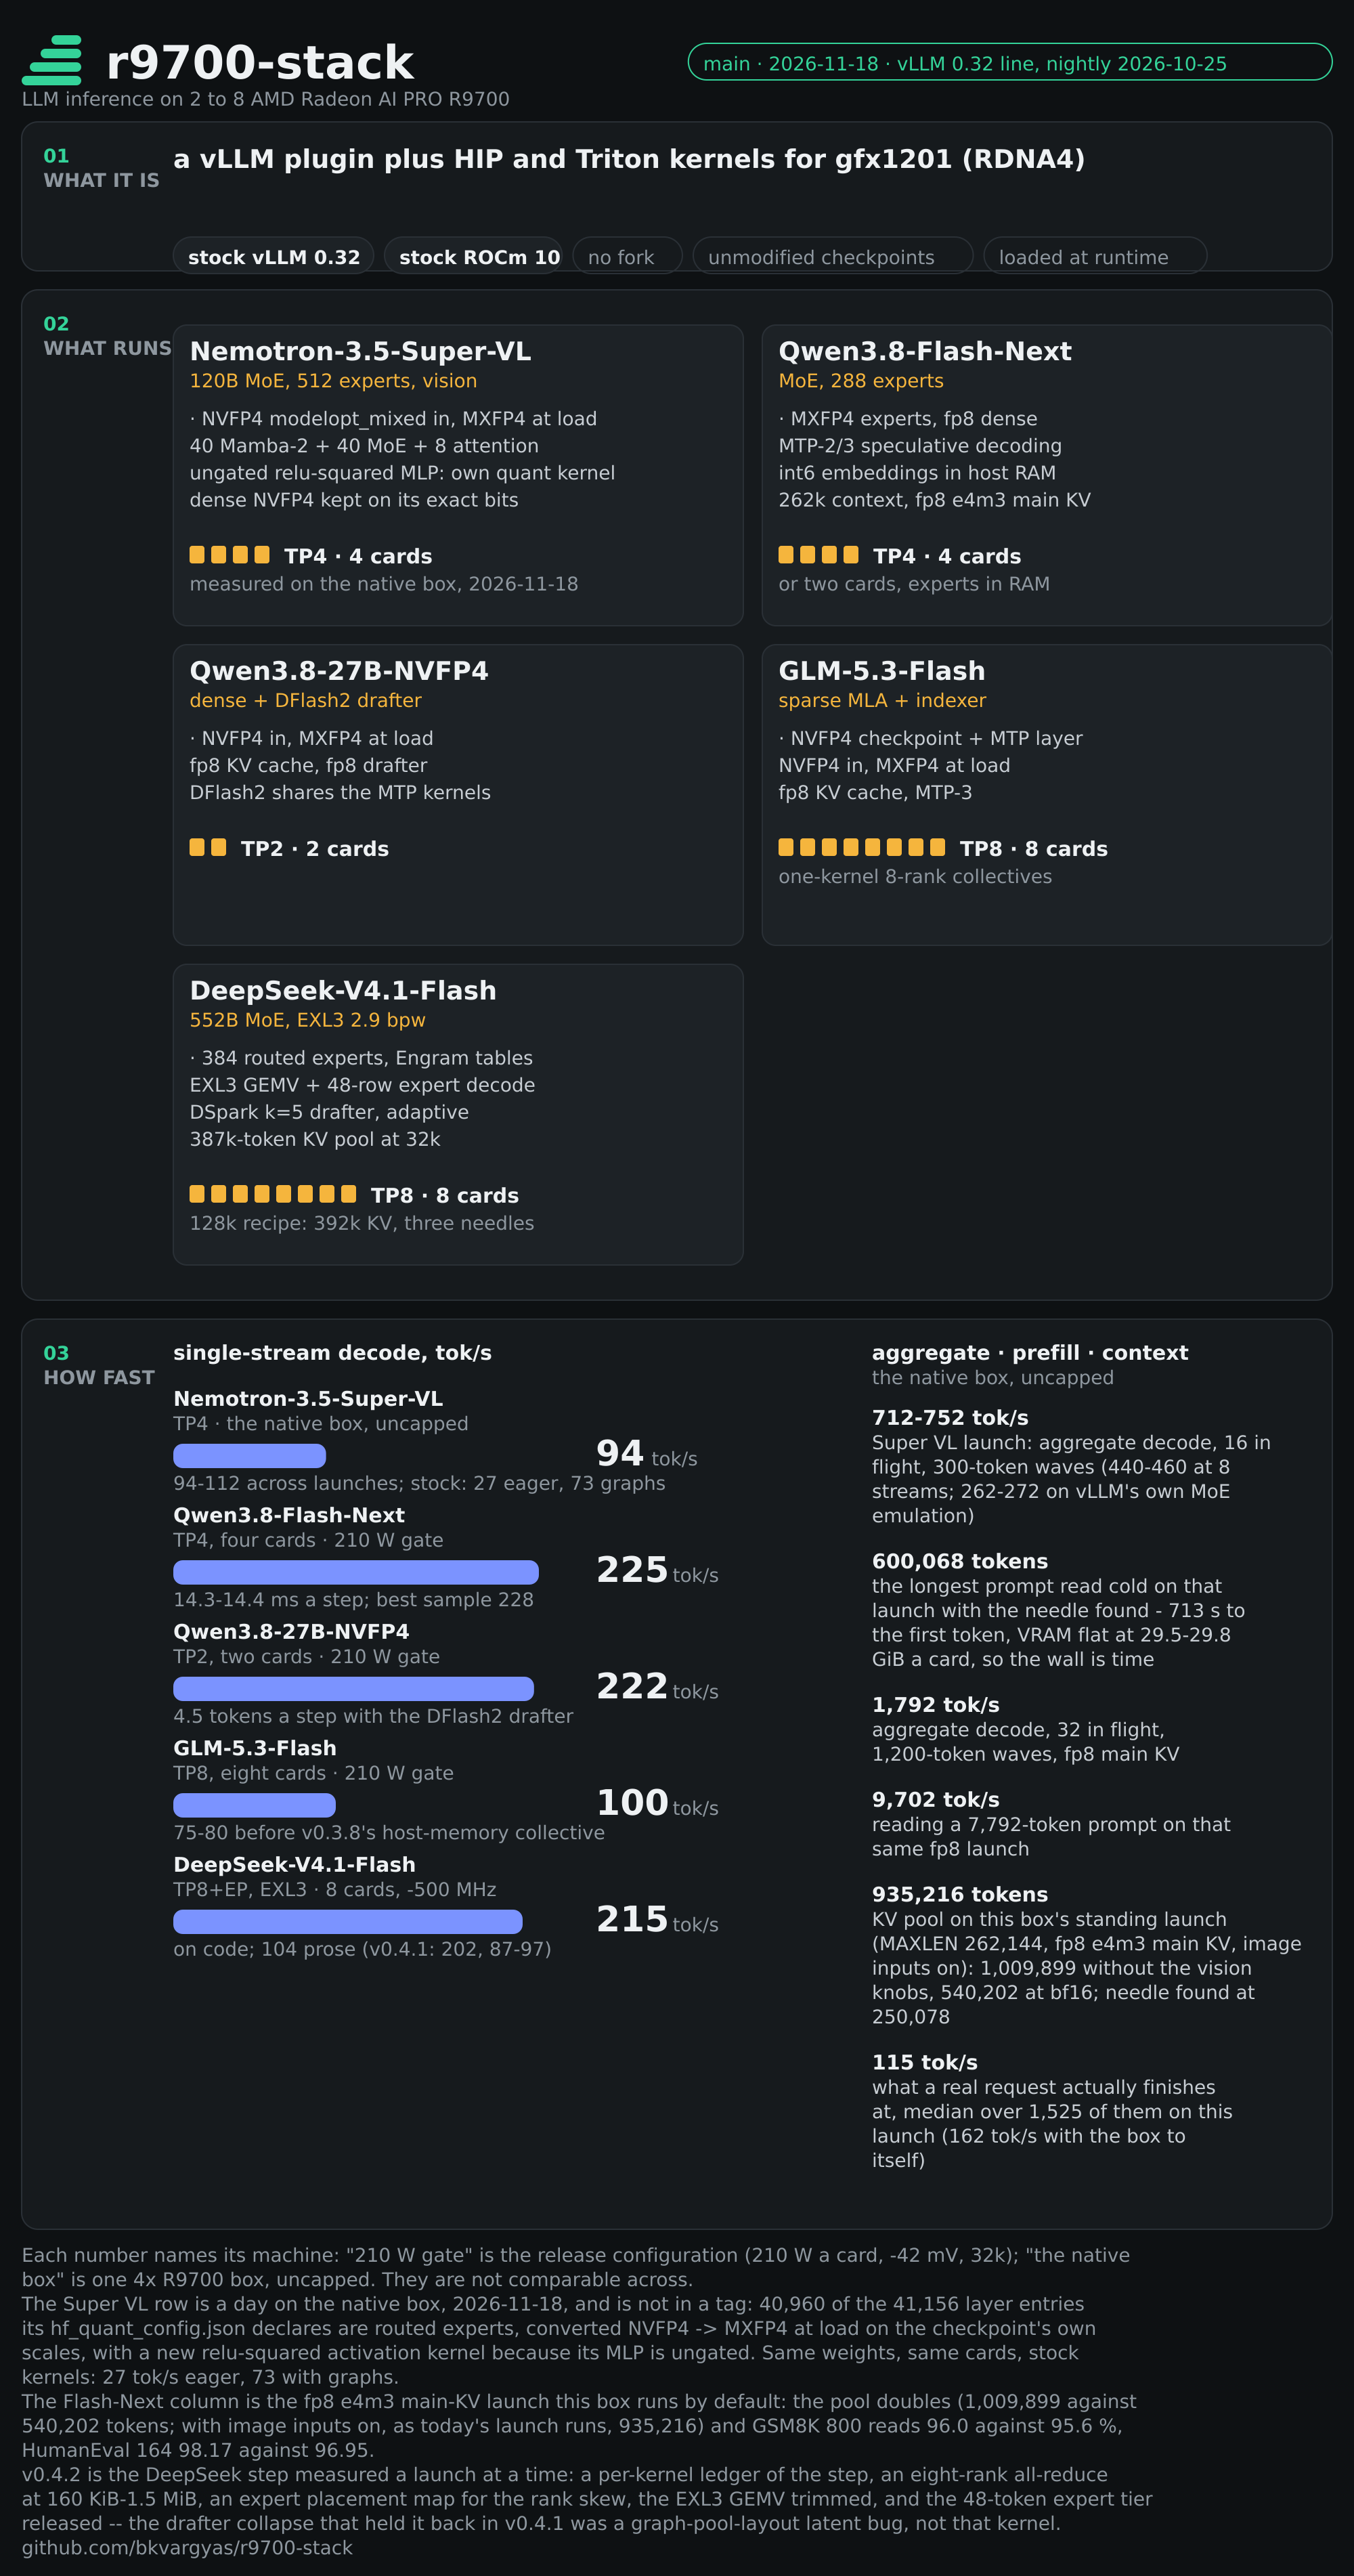 r9700-stack
main · 2026-11-18 · vLLM 0.32 line, nightly 2026-10-25
LLM inference on 2 to 8 AMD Radeon AI PRO R9700
01
WHAT IT IS
a vLLM plugin plus HIP and Triton kernels for gfx1201 (RDNA4)
stock vLLM 0.32
stock ROCm 10
no fork
unmodified checkpoints
loaded at runtime
02
WHAT RUNS
Nemotron-3.5-Super-VL
120B MoE, 512 experts, vision
· NVFP4 modelopt_mixed in, MXFP4 at load
40 Mamba-2 + 40 MoE + 8 attention
ungated relu-squared MLP: own quant kernel
dense NVFP4 kept on its exact bits
TP4 · 4 cards
measured on the native box, 2026-11-18
Qwen3.8-Flash-Next
MoE, 288 experts
· MXFP4 experts, fp8 dense
MTP-2/3 speculative decoding
int6 embeddings in host RAM
262k context, fp8 e4m3 main KV
TP4 · 4 cards
or two cards, experts in RAM
Qwen3.8-27B-NVFP4
dense + DFlash2 drafter
· NVFP4 in, MXFP4 at load
fp8 KV cache, fp8 drafter
DFlash2 shares the MTP kernels
TP2 · 2 cards
GLM-5.3-Flash
sparse MLA + indexer
· NVFP4 checkpoint + MTP layer
NVFP4 in, MXFP4 at load
fp8 KV cache, MTP-3
TP8 · 8 cards
one-kernel 8-rank collectives
DeepSeek-V4.1-Flash
552B MoE, EXL3 2.9 bpw
· 384 routed experts, Engram tables
EXL3 GEMV + 48-row expert decode
DSpark k=5 drafter, adaptive
387k-token KV pool at 32k
TP8 · 8 cards
128k recipe: 392k KV, three needles
03
HOW FAST
single-stream decode, tok/s
Nemotron-3.5-Super-VL
TP4 · the native box, uncapped
94 tok/s
94-112 across launches; stock: 27 eager, 73 graphs
Qwen3.8-Flash-Next
TP4, four cards · 210 W gate
225 tok/s
14.3-14.4 ms a step; best sample 228
Qwen3.8-27B-NVFP4
TP2, two cards · 210 W gate
222 tok/s
4.5 tokens a step with the DFlash2 drafter
GLM-5.3-Flash
TP8, eight cards · 210 W gate
100 tok/s
75-80 before v0.3.8's host-memory collective
DeepSeek-V4.1-Flash
TP8+EP, EXL3 · 8 cards, -500 MHz
215 tok/s
on code; 104 prose (v0.4.1: 202, 87-97)
aggregate · prefill · context
the native box, uncapped
712-752 tok/s
Super VL launch: aggregate decode, 16 in
flight, 300-token waves (440-460 at 8
streams; 262-272 on vLLM's own MoE
emulation)
600,068 tokens
the longest prompt read cold on that
launch with the needle found - 713 s to
the first token, VRAM flat at 29.5-29.8
GiB a card, so the wall is time
1,792 tok/s
aggregate decode, 32 in flight,
1,200-token waves, fp8 main KV
9,702 tok/s
reading a 7,792-token prompt on that
same fp8 launch
935,216 tokens
KV pool on this box's standing launch
(MAXLEN 262,144, fp8 e4m3 main KV, image
inputs on): 1,009,899 without the vision
knobs, 540,202 at bf16; needle found at
250,078
115 tok/s
what a real request actually finishes
at, median over 1,525 of them on this
launch (162 tok/s with the box to
itself)
Each number names its machine: "210 W gate" is the release configuration (210 W a card, -42 mV, 32k); "the native
box" is one 4x R9700 box, uncapped. They are not comparable across.
The Super VL row is a day on the native box, 2026-11-18, and is not in a tag: 40,960 of the 41,156 layer entries
its hf_quant_config.json declares are routed experts, converted NVFP4 -> MXFP4 at load on the checkpoint's own
scales, with a new relu-squared activation kernel because its MLP is ungated. Same weights, same cards, stock
kernels: 27 tok/s eager, 73 with graphs.
The Flash-Next column is the fp8 e4m3 main-KV launch this box runs by default: the pool doubles (1,009,899 against
540,202 tokens; with image inputs on, as today's launch runs, 935,216) and GSM8K 800 reads 96.0 against 95.6 %,
HumanEval 164 98.17 against 96.95.
v0.4.2 is the DeepSeek step measured a launch at a time: a per-kernel ledger of the step, an eight-rank all-reduce
at 160 KiB-1.5 MiB, an expert placement map for the rank skew, the EXL3 GEMV trimmed, and the 48-token expert tier
released -- the drafter collapse that held it back in v0.4.1 was a graph-pool-layout latent bug, not that kernel.
github.com/bkvargyas/r9700-stack